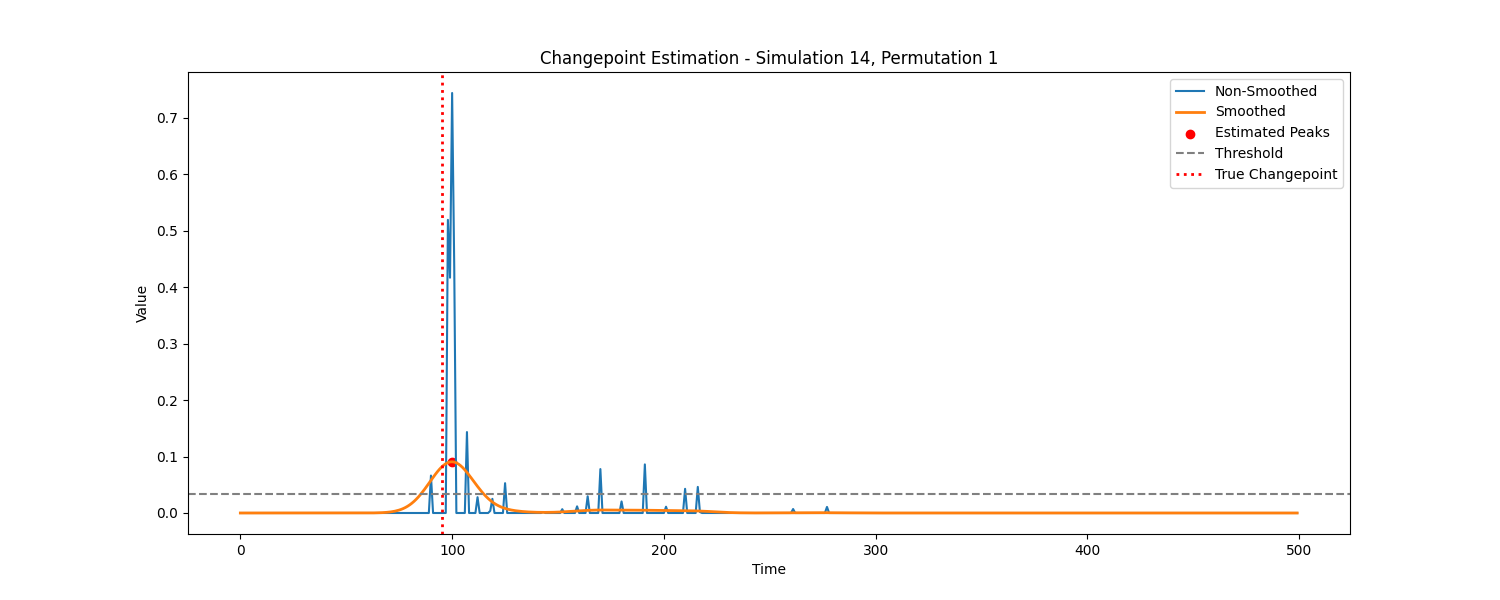 Changepoint Estimation - Simulation 14, Permutation 1
Non-Smoothed
Smoothed
Estimated Peaks
Threshold
True Changepoint
Value
0.7
0.6
0.5
0.4
0.3
0.2
0.1
0.0
0 100 200 300 400 500
Time